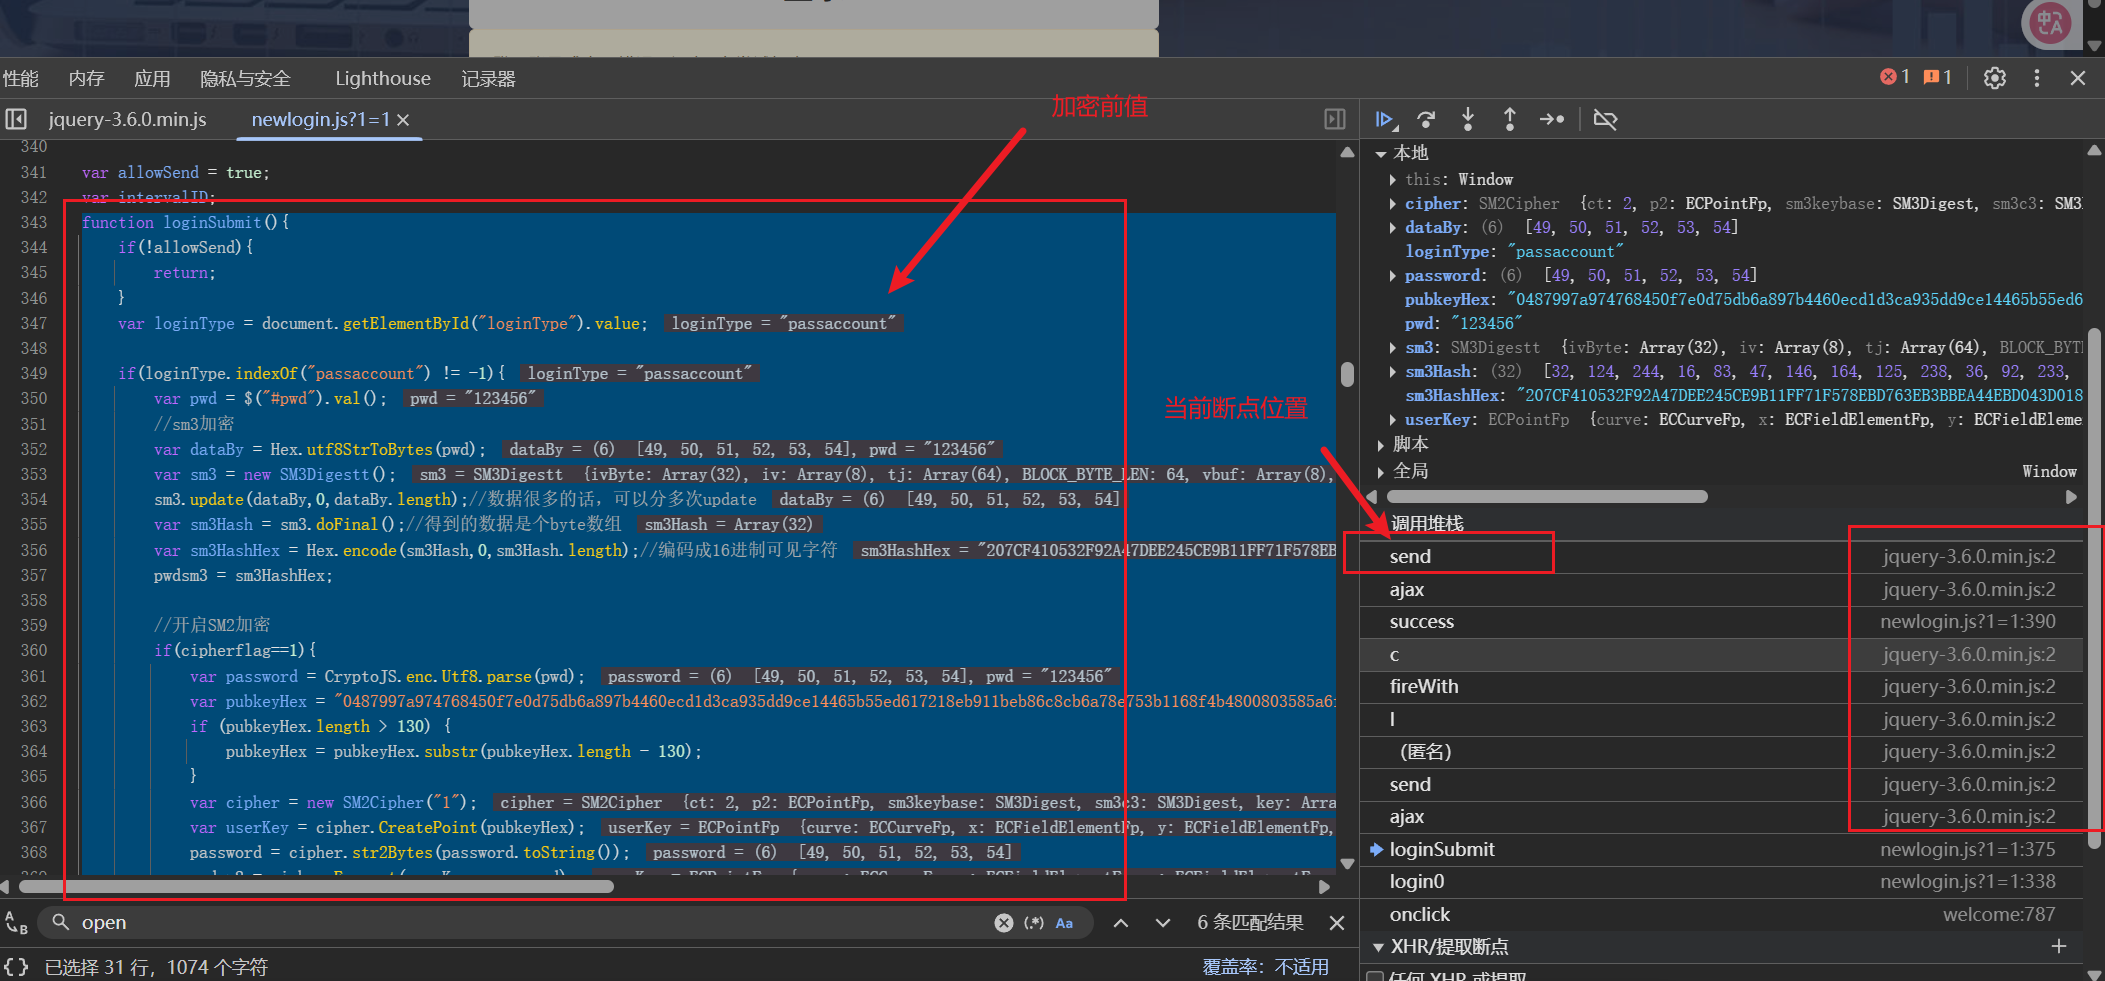 中A
性能 内存 应用 隐私与安全 Lighthouse 记录器 1 1
jquery-3.6.0.min.js newlogin.js?1=1
加密前值
340
341 var allowSend = true;
342 var intervalID;
343 function loginSubmit(){
344 if(!allowSend){
345 return;
346 }
347 var loginType = document.getElementById("loginType").value; loginType = "passaccount"
348
349 if(loginType.indexOf("passaccount") != -1){ loginType = "passaccount"
350 var pwd = $("#pwd").val(); pwd = "123456"
351 //sm3加密
352 var dataBy = Hex.utf8StrToBytes(pwd); dataBy = (6) [49, 50, 51, 52, 53, 54], pwd = "123456"
353 var sm3 = new SM3Digestt(); sm3 = SM3Digestt {ivByte: Array(32), iv: Array(8), tj: Array(64), BLOCK_BYTE_LEN: 64, vbuf: Array(8),
354 sm3.update(dataBy,0,dataBy.length);//数据很多的话，可以分多次update dataBy = (6) [49, 50, 51, 52, 53, 54]
355 var sm3Hash = sm3.doFinal();//得到的数据是个byte数组 sm3Hash = Array(32)
356 var sm3HashHex = Hex.encode(sm3Hash,0,sm3Hash.length);//编码成16进制可见字符 sm3HashHex = "207CF410532F92A47DEE245CE9B11FF71F578EB
357 pwdsm3 = sm3HashHex;
358
359 //开启SM2加密
360 if(cipherflag==1){
361 var password = CryptoJS.enc.Utf8.parse(pwd); password = (6) [49, 50, 51, 52, 53, 54], pwd = "123456"
362 var pubkeyHex = "0487997a974768450f7e0d75db6a897b4460ecd1d3ca935dd9ce14465b55ed617218eb911beb86c8cb6a78e753b1168f4b4800803585a6
363 if (pubkeyHex.length > 130) {
364 pubkeyHex = pubkeyHex.substr(pubkeyHex.length - 130);
365 }
366 var cipher = new SM2Cipher("1"); cipher = SM2Cipher {ct: 2, p2: ECPointFp, sm3keybase: SM3Digest, sm3c3: SM3Digest, key: Arra
367 var userKey = cipher.CreatePoint(pubkeyHex); userKey = ECPointFp {curve: ECCurveFp, x: ECFieldElementFp, y: ECFieldElementFp,
368 password = cipher.str2Bytes(password.toString()); password = (6) [49, 50, 51, 52, 53, 54]
open (.*) Aa 6 条匹配结果
{} 已选择 31 行，1074 个字符 覆盖率：不适用
本地
this: Window
cipher: SM2Cipher {ct: 2, p2: ECPointFp, sm3keybase: SM3Digest, sm3c3: SM3
dataBy: (6) [49, 50, 51, 52, 53, 54]
loginType: "passaccount"
password: (6) [49, 50, 51, 52, 53, 54]
pubkeyHex: "0487997a974768450f7e0d75db6a897b4460ecd1d3ca935dd9ce14465b55ed6
pwd: "123456"
sm3: SM3Digestt {ivByte: Array(32), iv: Array(8), tj: Array(64), BLOCK_BYTE
sm3Hash: (32) [32, 124, 244, 16, 83, 47, 146, 164, 125, 238, 36, 92, 233,
sm3HashHex: "207CF410532F92A47DEE245CE9B11FF71F578EBD763EB3BBEA44EBD043D018
userKey: ECPointFp {curve: ECCurveFp, x: ECFieldElementFp, y: ECFieldEleme
脚本
全局 Window
当前断点位置
调用堆栈
send jquery-3.6.0.min.js:2
ajax jquery-3.6.0.min.js:2
success newlogin.js?1=1:390
c jquery-3.6.0.min.js:2
fireWith jquery-3.6.0.min.js:2
l jquery-3.6.0.min.js:2
（匿名） jquery-3.6.0.min.js:2
send jquery-3.6.0.min.js:2
ajax jquery-3.6.0.min.js:2
loginSubmit newlogin.js?1=1:375
login0 newlogin.js?1=1:338
onclick welcome:787
XHR/提取断点
任何 XHR 或提取